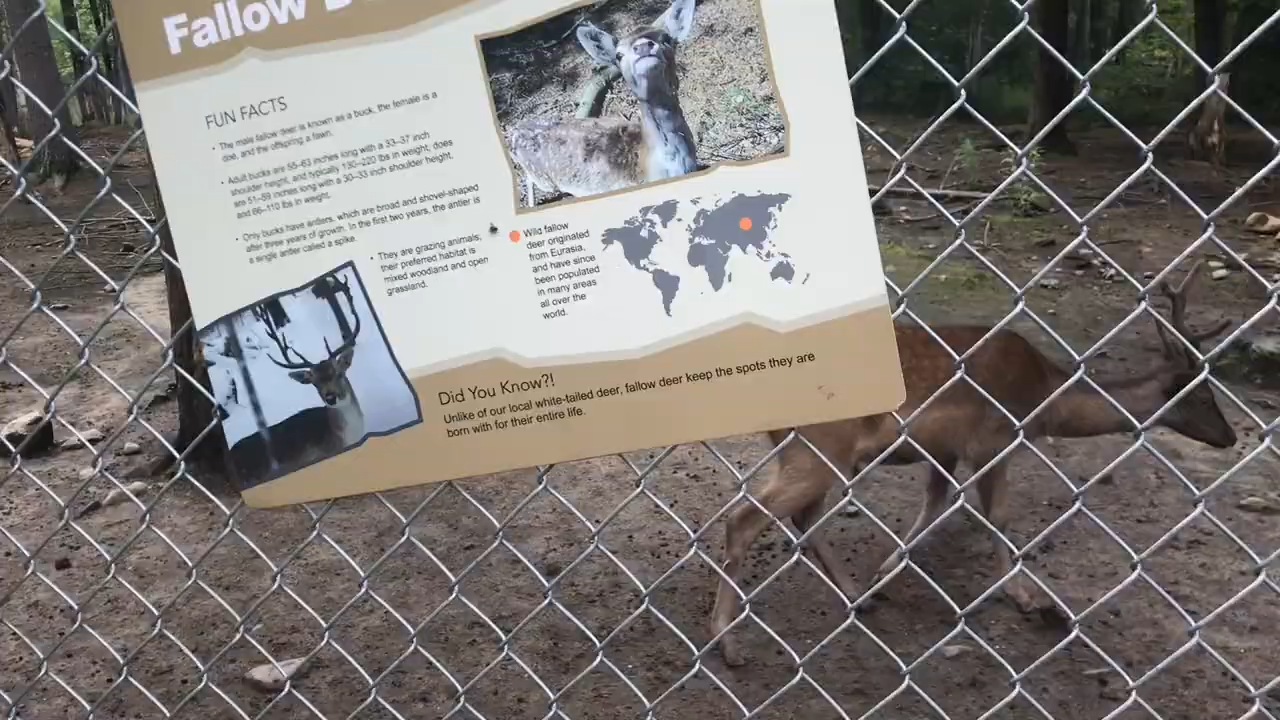 Fallow
FUN FACTS
• The male fallow deer is known as a buck, the female is a
doe, and the offspring a fawn.
• Adult bucks are 55-63 inches long with a 33-37 inch
shoulder height, and typically 130-220 lbs in weight; does
are 51-59 inches long with a 30-33 inch shoulder height,
and 66-110 lbs in weight.
• Only bucks have antlers, which are broad and shovel-shaped
after three years of growth. In the first two years, the antler is
a single antler called a spike.
• They are grazing animals;
their preferred habitat is
mixed woodland and open
grassland.
Wild fallow
deer originated
from Eurasia,
and have since
been populated
in many areas
all over the
world.
Did You Know?!
Unlike of our local white-tailed deer, fallow deer keep the spots they are
born with for their entire life.